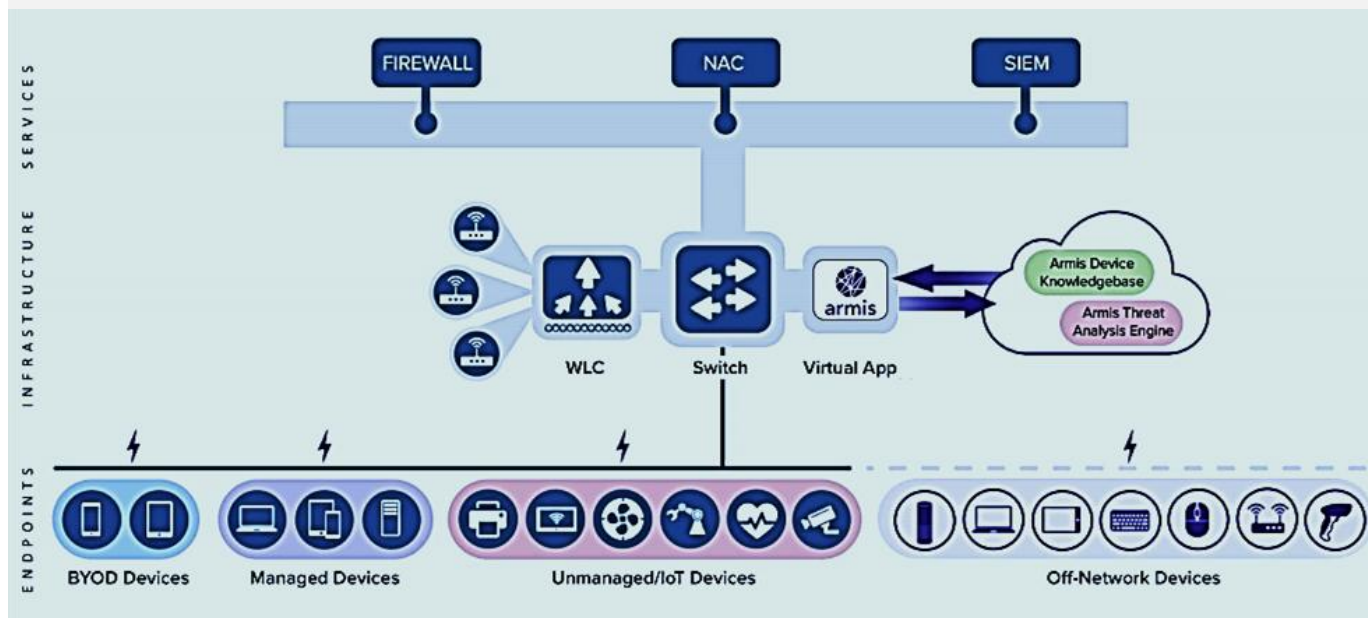 SERVICES
FIREWALL
NAC
SIEM
INFRASTRUCTURE
armis
Armis Device
Knowledgebase
Armis Threat
Analysis Engine
WLC
Switch
Virtual App
ENDPOINTS
BYOD Devices
Managed Devices
Unmanaged/IoT Devices
Off-Network Devices